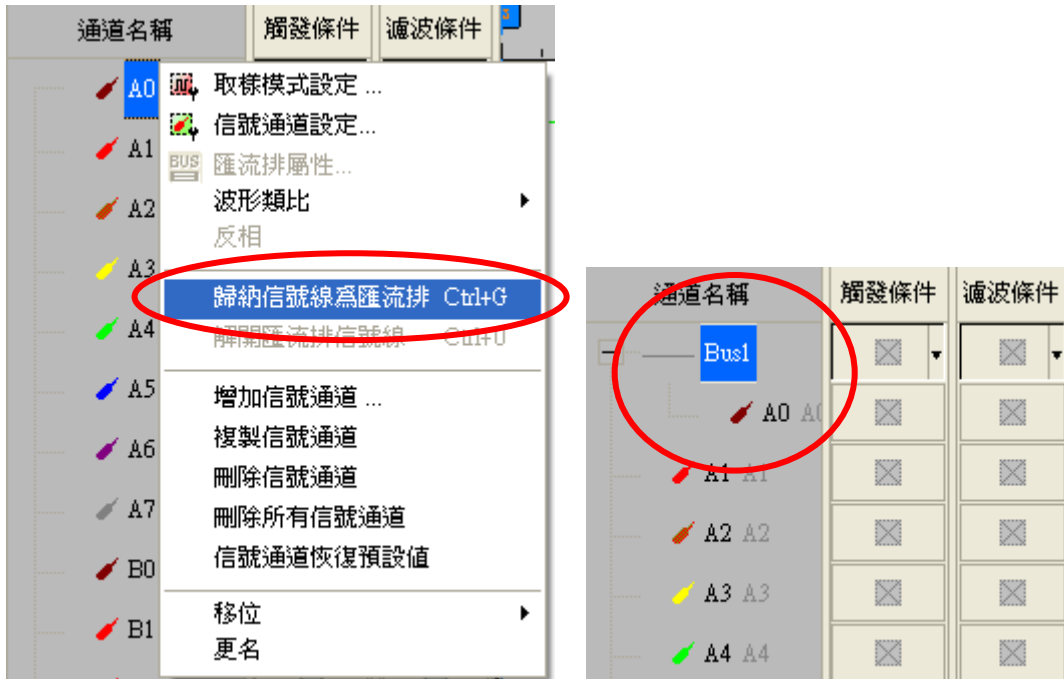 通道名稱 觸發條件 濾波條件
A0
A1
A2
A3
A4
A5
A6
A7
B0
B1
取樣模式設定 ...
信號通道設定...
BUS 匯流排屬性...
波形類比
反相
歸納信號線爲匯流排 Ctrl+G
解開匯流排信號線 Ctrl+U
增加信號通道 ...
複製信號通道
刪除信號通道
刪除所有信號通道
信號通道恢復預設值
移位
更名
通道名稱 觸發條件 濾波條件
Bus1
A0 A0
A1 A1
A2 A2
A3 A3
A4 A4